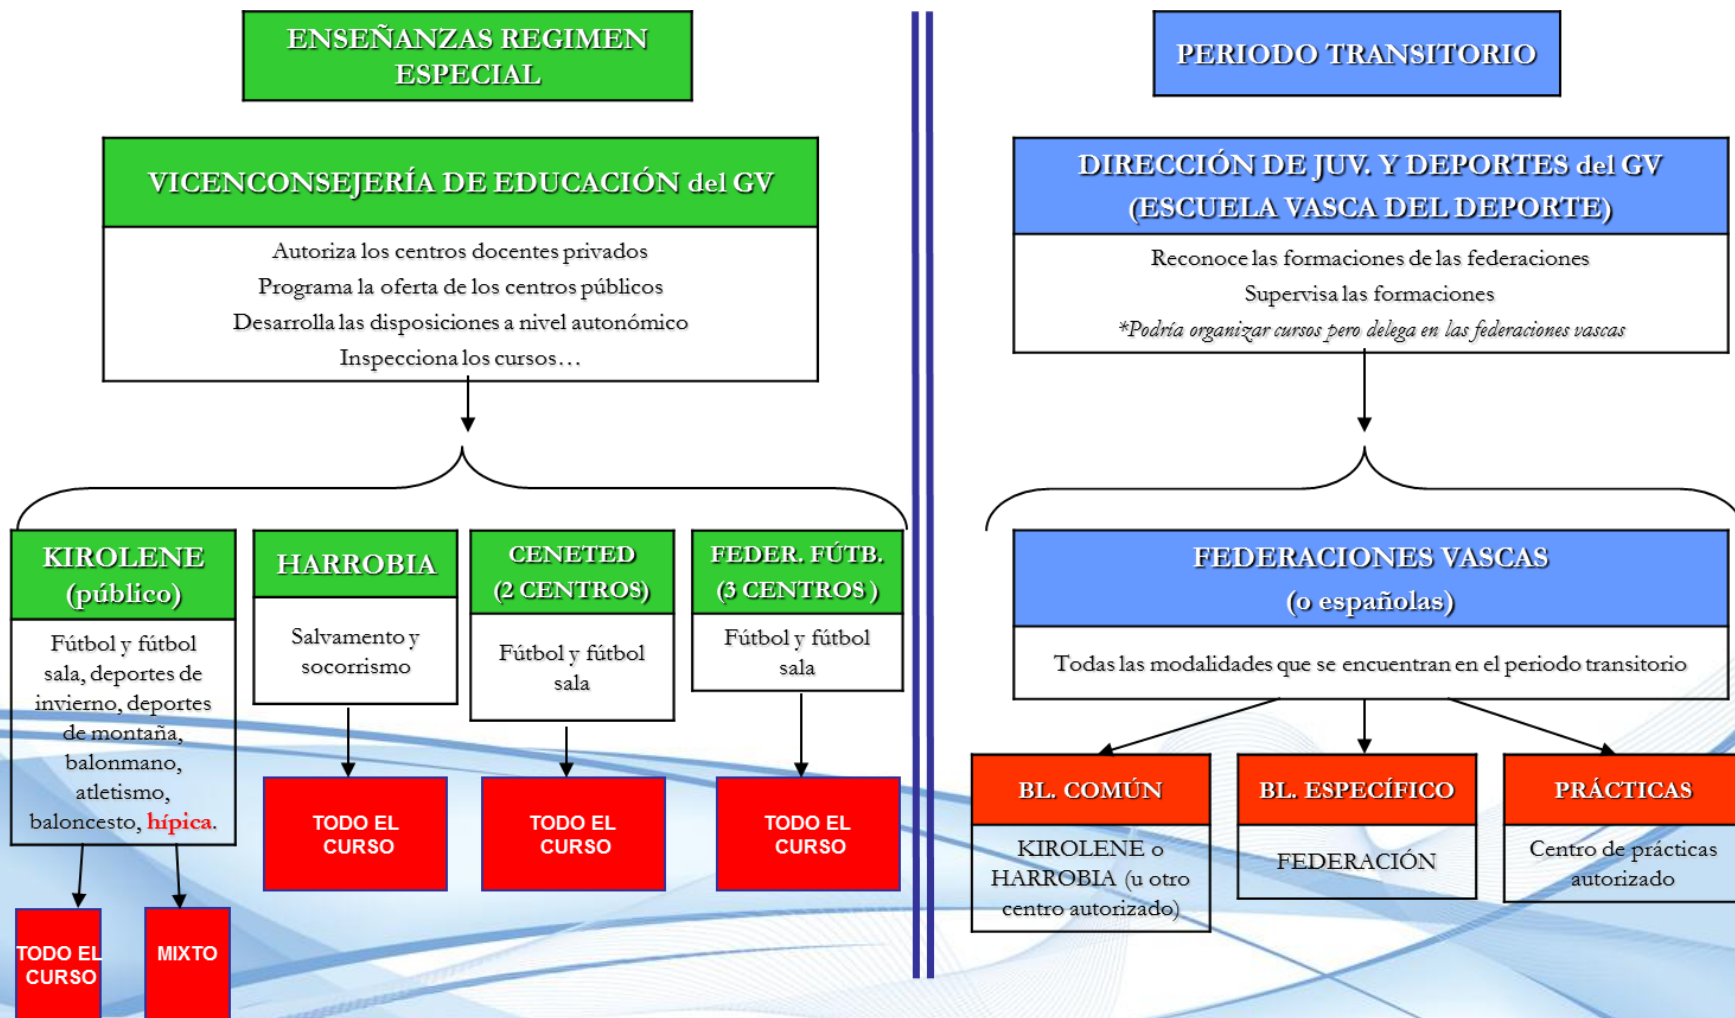 ENSEÑANZAS REGIMEN
ESPECIAL
VICENCONSEJERÍA DE EDUCACIÓN del GV
Autoriza los centros docentes privados
Programa la oferta de los centros públicos
Desarrolla las disposiciones a nivel autonómico
Inspecciona los cursos…
KIROLENE
(público)
Fútbol y fútbol
sala, deportes de
invierno, deportes
de montaña,
balonmano,
atletismo,
baloncesto, hípica.
TODO EL
CURSO
MIXTO
HARROBIA
Salvamento y
socorrismo
TODO EL
CURSO
CENETED
(2 CENTROS)
Fútbol y fútbol
sala
TODO EL
CURSO
FEDER. FÚTB.
(3 CENTROS )
Fútbol y fútbol
sala
TODO EL
CURSO
PERIODO TRANSITORIO
DIRECCIÓN DE JUV. Y DEPORTES del GV
(ESCUELA VASCA DEL DEPORTE)
Reconoce las formaciones de las federaciones
Supervisa las formaciones
*Podría organizar cursos pero delega en las federaciones vascas
FEDERACIONES VASCAS
(o españolas)
Todas las modalidades que se encuentran en el periodo transitorio
BL. COMÚN
KIROLENE o
HARROBIA (u otro
centro autorizado)
BL. ESPECÍFICO
FEDERACIÓN
PRÁCTICAS
Centro de prácticas
autorizado